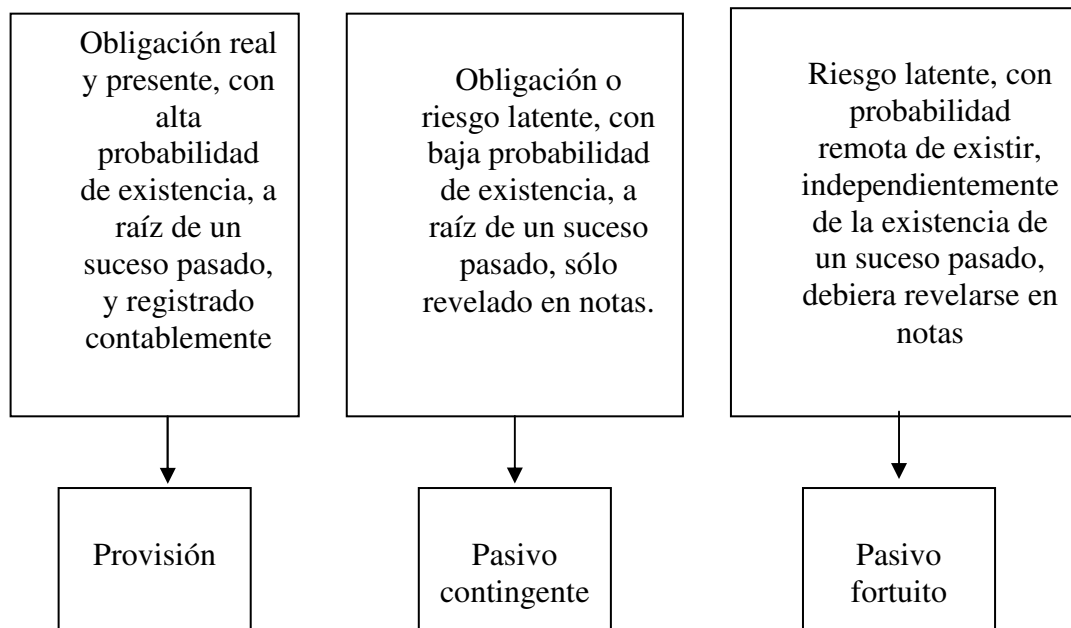 Obligación real
y presente, con
alta
probabilidad
de existencia, a
raíz de un
suceso pasado,
y registrado
contablemente
Obligación o
riesgo latente, con
baja probabilidad
de existencia, a
raíz de un suceso
pasado, sólo
revelado en notas.
Riesgo latente, con
probabilidad
remota de existir,
independientemente
de la existencia de
un suceso pasado,
debiera revelarse en
notas
Provisión
Pasivo
contingente
Pasivo
fortuito